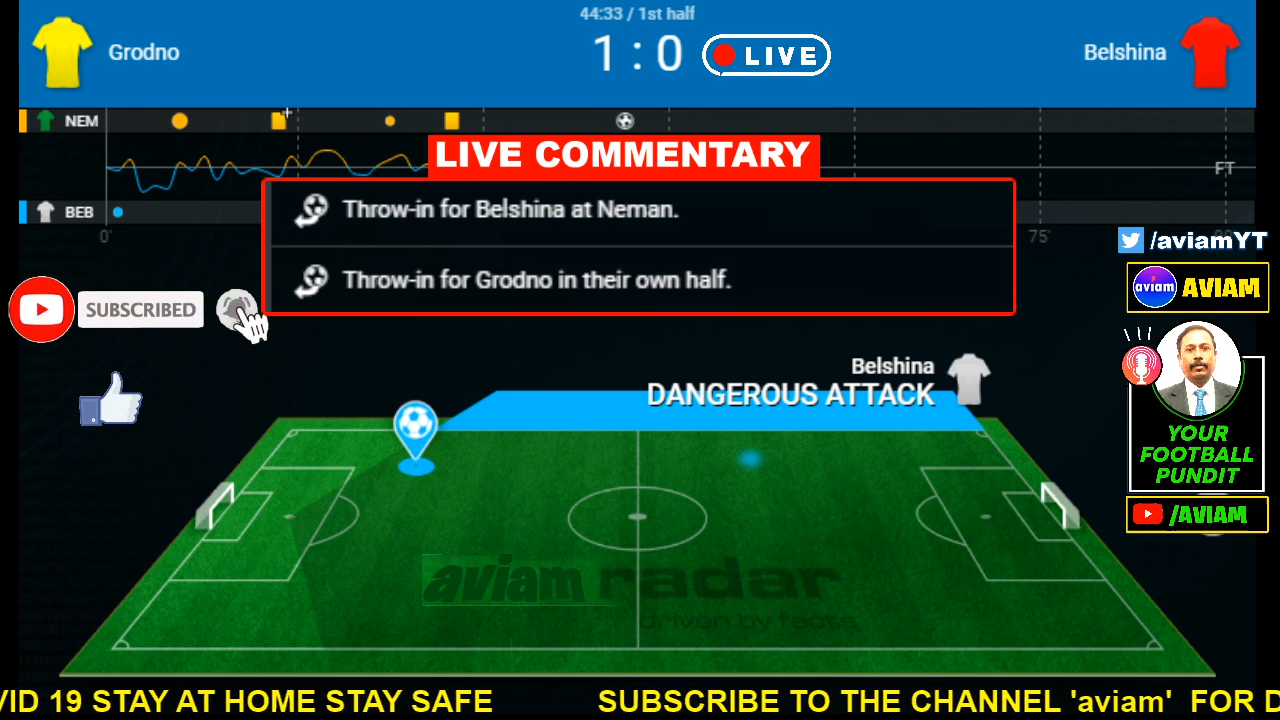 44:33 / 1st half
Grodno
1 : 0
LIVE
Belshina
NEM
LIVE COMMENTARY
FT
Throw-in for Belshina at Neman.
BEB
0'
75'
/aviamYT
Throw-in for Grodno in their own half.
aviam
AVIAM
SUBSCRIBED
Belshina
DANGEROUS ATTACK
YOUR
FOOTBALL
PUNDIT
/AVIAM
aviam radar
driven by facts
VID 19 STAY AT HOME STAY SAFE SUBSCRIBE TO THE CHANNEL 'aviam' FOR D